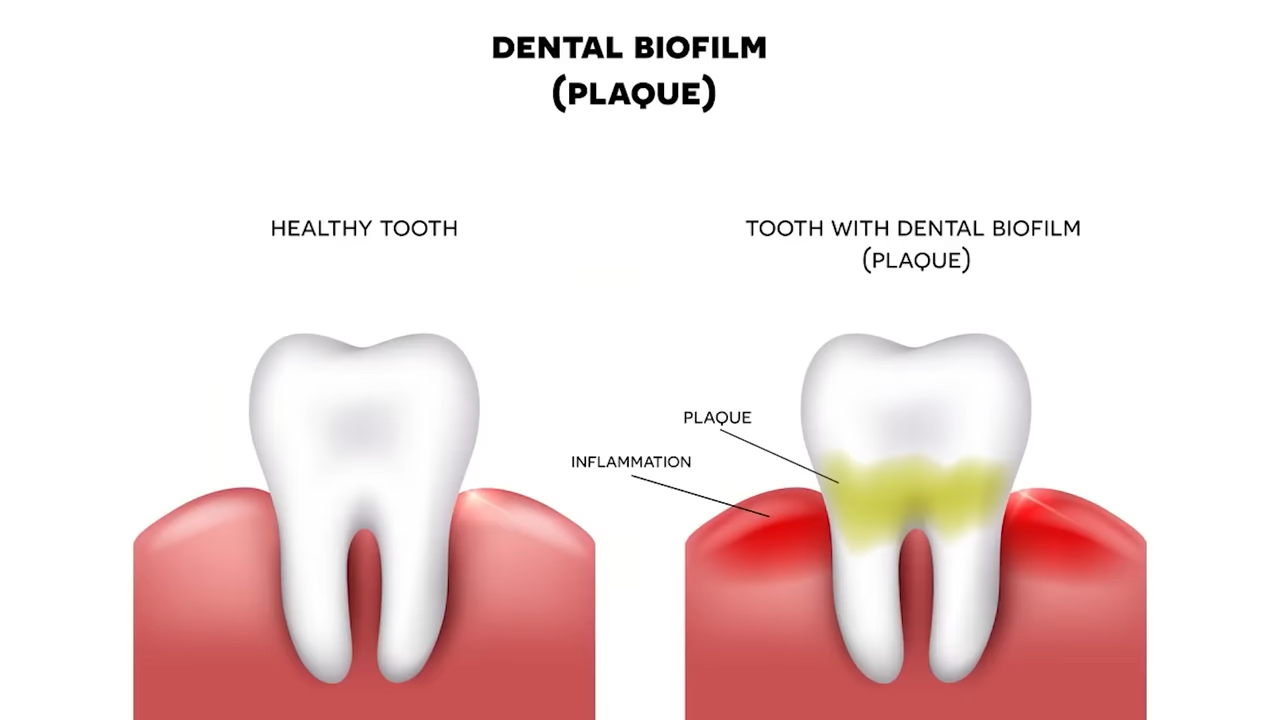 DENTAL BIOFILM
(PLAQUE)
HEALTHY TOOTH
TOOTH WITH DENTAL BIOFILM
(PLAQUE)
PLAQUE
INFLAMMATION